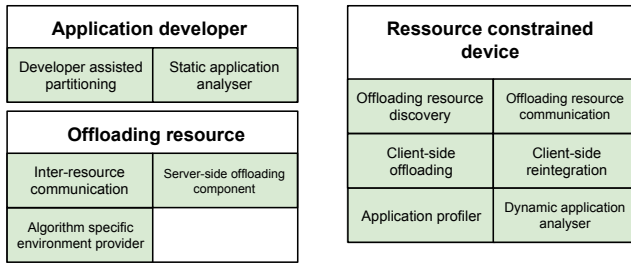 Application developer
Developer assisted
partitioning
Static application
analyser
Offloading resource
Inter-resource
communication
Server-side offloading
component
Algorithm specific
environment provider
Ressource constrained
device
Offloading resource
discovery
Offloading resource
communication
Client-side
offloading
Client-side
reintegration
Application profiler
Dynamic application
analyser